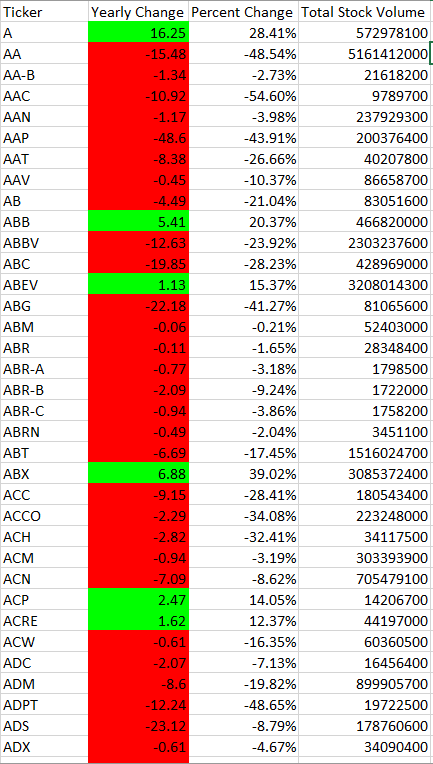 Ticker Yearly Change Percent Change Total Stock Volume
A 16.25 28.41% 572978100
AA -15.48 -48.54% 5161412000
AA-B -1.34 -2.73% 21618200
AAC -10.92 -54.60% 9789700
AAN -1.17 -3.98% 237929300
AAP -48.6 -43.91% 200376400
AAT -8.38 -26.66% 40207800
AAV -0.45 -10.37% 86658700
AB -4.49 -21.04% 83051600
ABB 5.41 20.37% 466820000
ABBV -12.63 -23.92% 2303237600
ABC -19.85 -28.23% 428969000
ABEV 1.13 15.37% 3208014300
ABG -22.18 -41.27% 81065600
ABM -0.06 -0.21% 52403000
ABR -0.11 -1.65% 28348400
ABR-A -0.77 -3.18% 1798500
ABR-B -2.09 -9.24% 1722000
ABR-C -0.94 -3.86% 1758200
ABRN -0.49 -2.04% 3451100
ABT -6.69 -17.45% 1516024700
ABX 6.88 39.02% 3085372400
ACC -9.15 -28.41% 180543400
ACCO -2.29 -34.08% 223248000
ACH -2.82 -32.41% 34117500
ACM -0.94 -3.19% 303393900
ACN -7.09 -8.62% 705479100
ACP 2.47 14.05% 14206700
ACRE 1.62 12.37% 44197000
ACW -0.61 -16.35% 60360500
ADC -2.07 -7.13% 16456400
ADM -8.6 -19.82% 899905700
ADPT -12.24 -48.65% 19722500
ADS -23.12 -8.79% 178760600
ADX -0.61 -4.67% 34090400